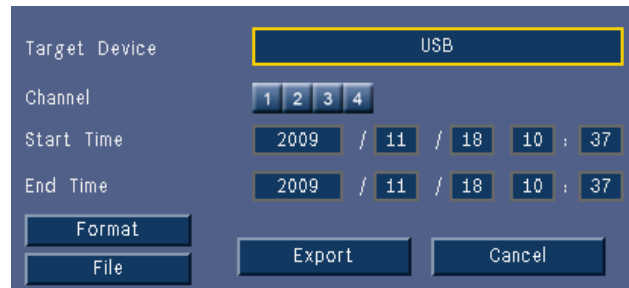 Target Device USB
Channel 1 2 3 4
Start Time 2009 / 11 / 18 10 : 37
End Time 2009 / 11 / 18 10 : 37
Format
Export Cancel
File